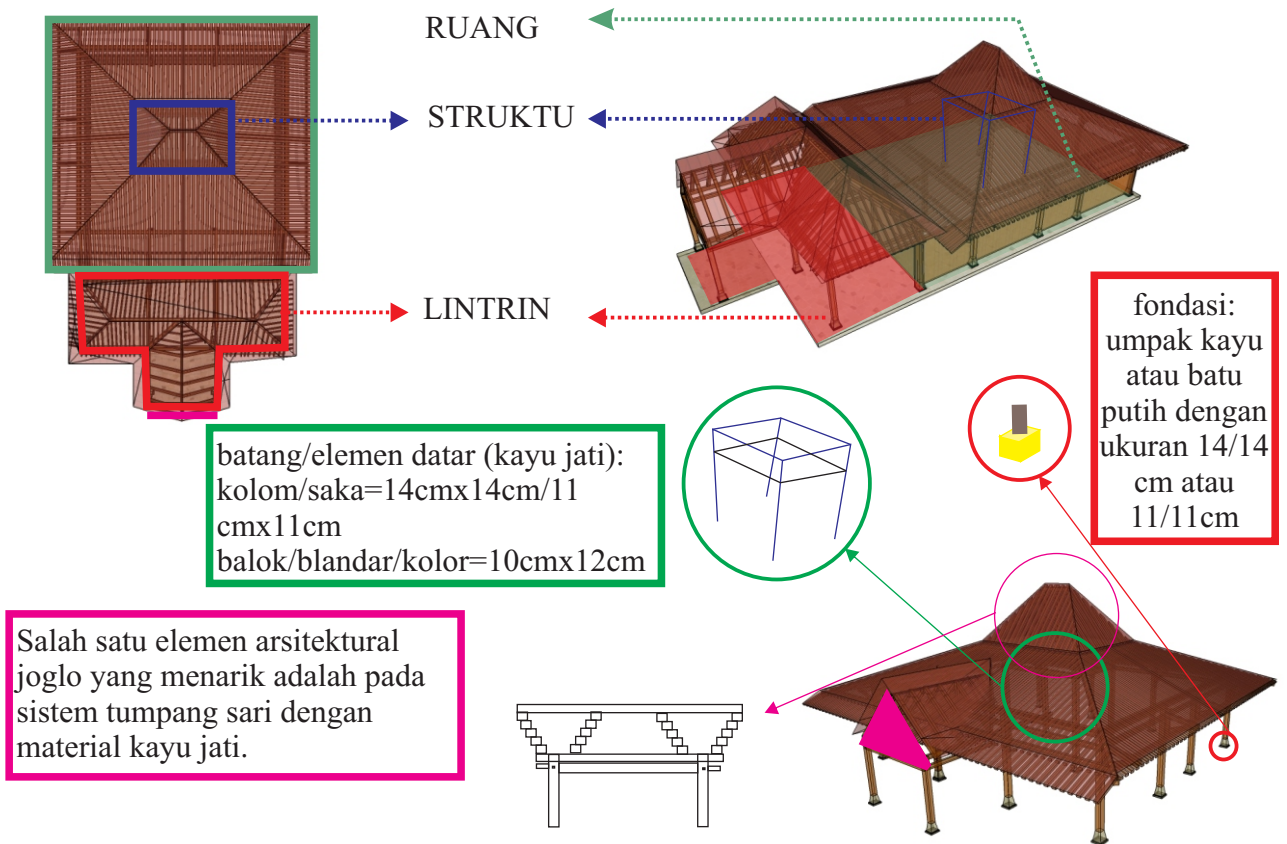 RUANG
STRUKTU
LINTRIN
fondasi:
umpak kayu
atau batu
putih dengan
ukuran 14/14
cm atau
11/11cm
batang/elemen datar (kayu jati):
kolom/saka=14cmx14cm/11
cmx11cm
balok/blandar/kolor=10cmx12cm
Salah satu elemen arsitektural
joglo yang menarik adalah pada
sistem tumpang sari dengan
material kayu jati.